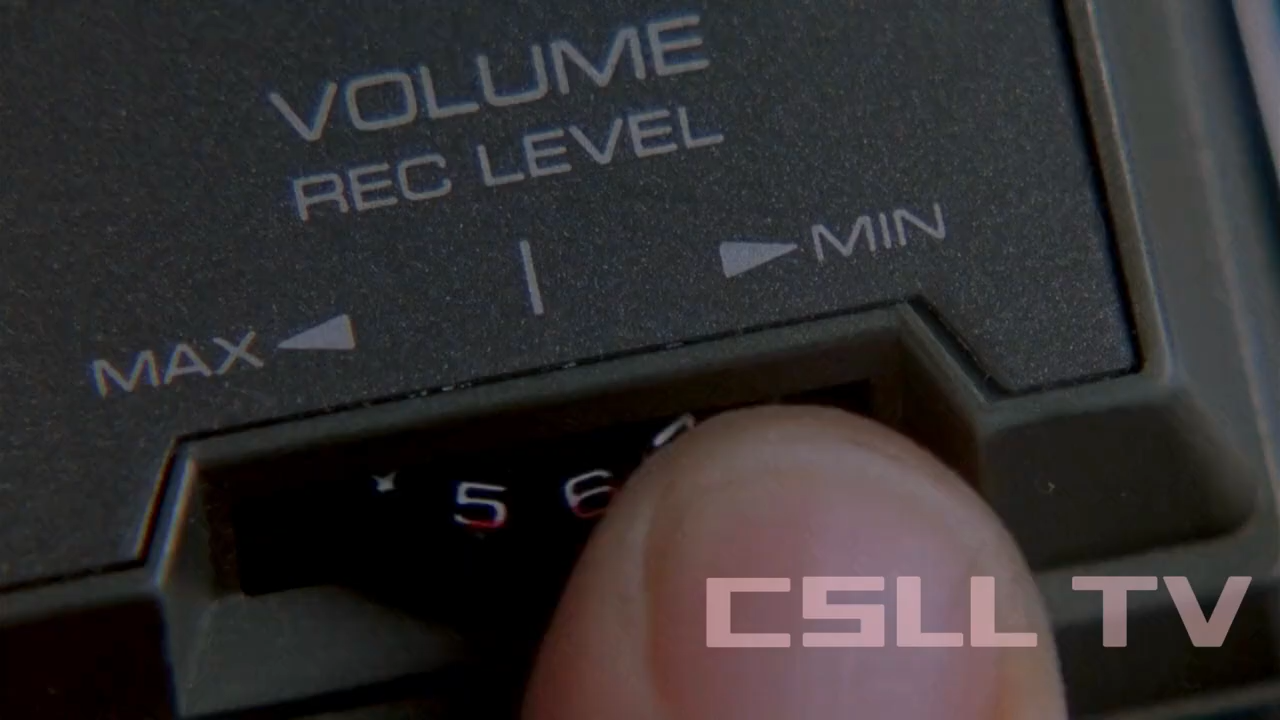 VOLUME
REC LEVEL
MIN
MAX
5 6
CSLL TV